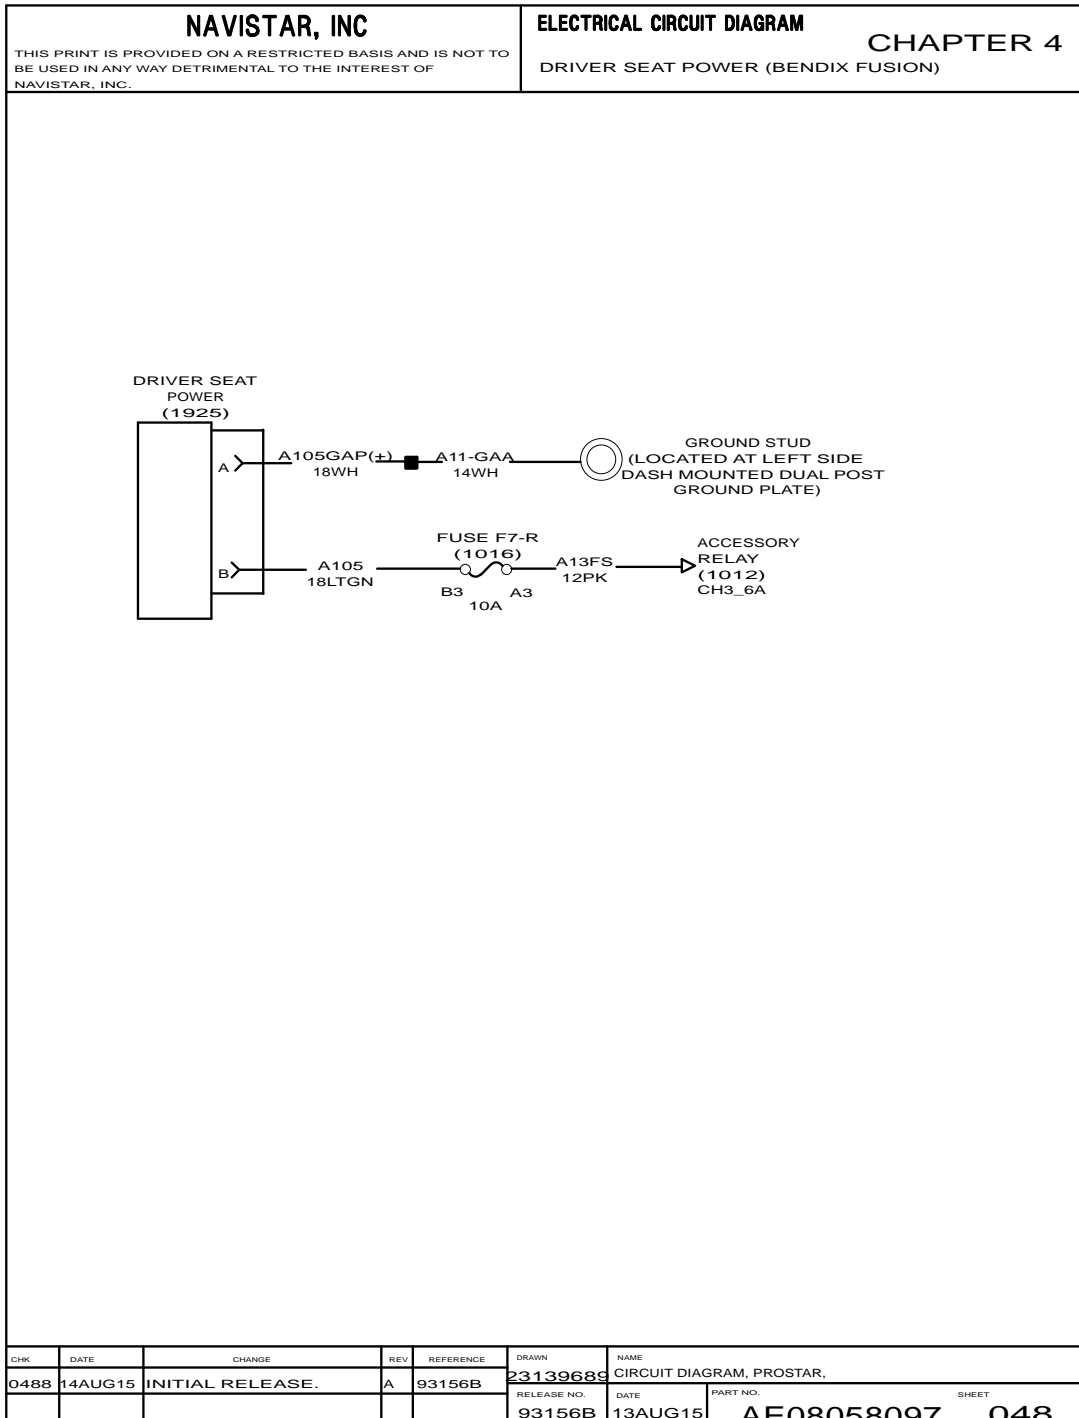 NAVISTAR, INC
THIS PRINT IS PROVIDED ON A RESTRICTED BASIS AND IS NOT TO
BE USED IN ANY WAY DETRIMENTAL TO THE INTEREST OF
NAVISTAR, INC.
ELECTRICAL CIRCUIT DIAGRAM
CHAPTER 4
DRIVER SEAT POWER (BENDIX FUSION)
DRIVER SEAT
POWER
(1925)
A
A105GAP(+)
18WH
A11-GAA
14WH
GROUND STUD
(LOCATED AT LEFT SIDE
DASH MOUNTED DUAL POST
GROUND PLATE)
B
A105
18LTGN
FUSE F7-R
(1016)
B3
A3
10A
A13FS
12PK
ACCESSORY
RELAY
(1012)
CH3_6A
CHK DATE CHANGE REV REFERENCE
0488 14AUG15 INITIAL RELEASE. A 93156B
DRAWN
23139689
NAME
CIRCUIT DIAGRAM, PROSTAR,
RELEASE NO.
93156B
DATE
13AUG15
PART NO.
AE08058097
SHEET
048